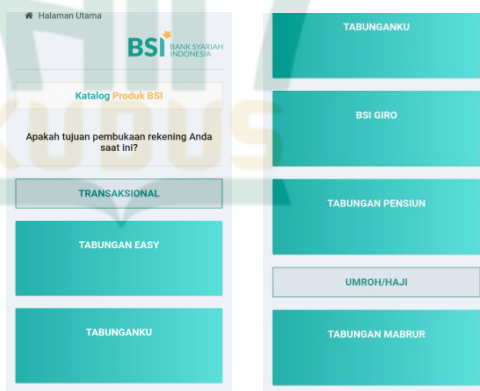 Halaman Utama
BSI BANK SYARIAH
INDONESIA
Katalog Produk BSI
Apakah tujuan pembukaan rekening Anda
saat ini?
TRANSAKSIONAL
TABUNGAN EASY
TABUNGANKU
TABUNGANKU
BSI GIRO
TABUNGAN PENSIUN
UMROH/HAJI
TABUNGAN MABRUR